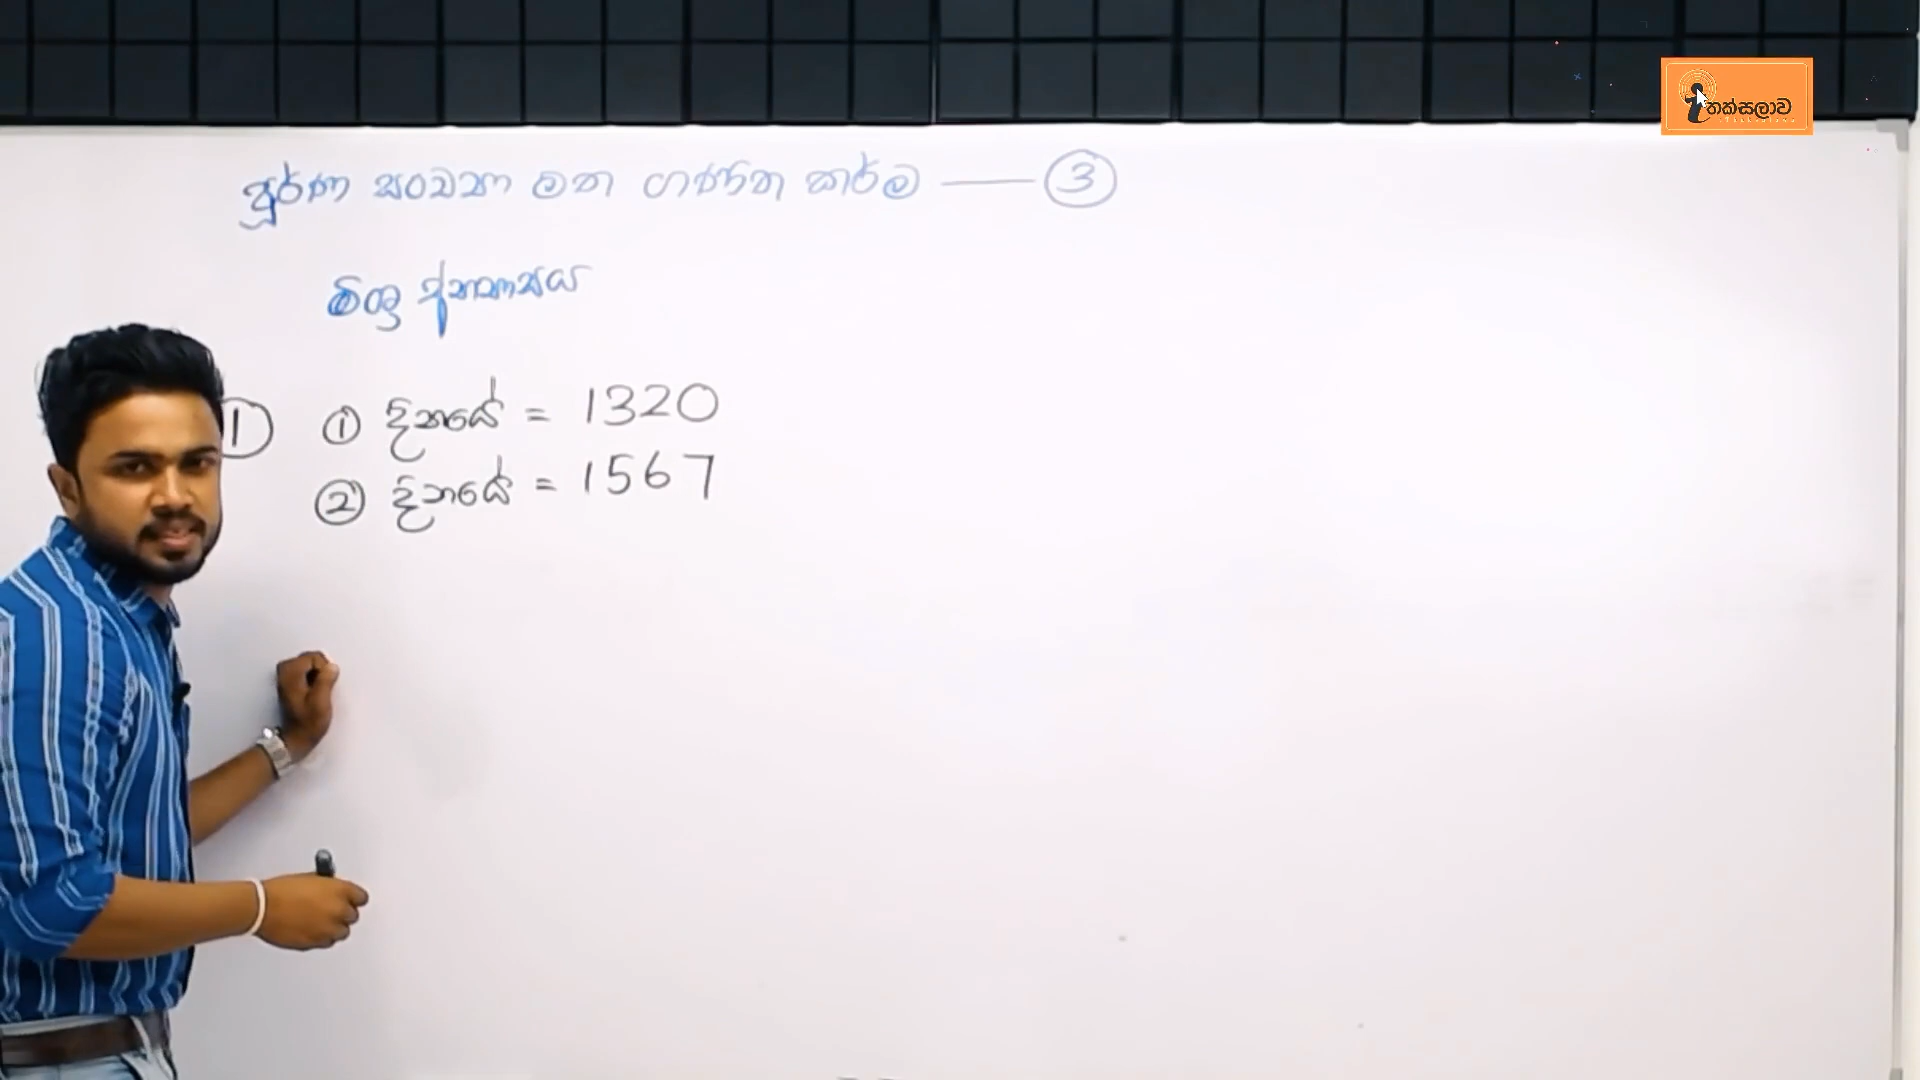 තක්සලාව
පූර්ණ සංඛ්‍යා මත ගණිත කර්ම — ③
මිශ්‍ර අභ්‍යාසය
① ① දිනයේ = 1320
② දිනයේ = 1567